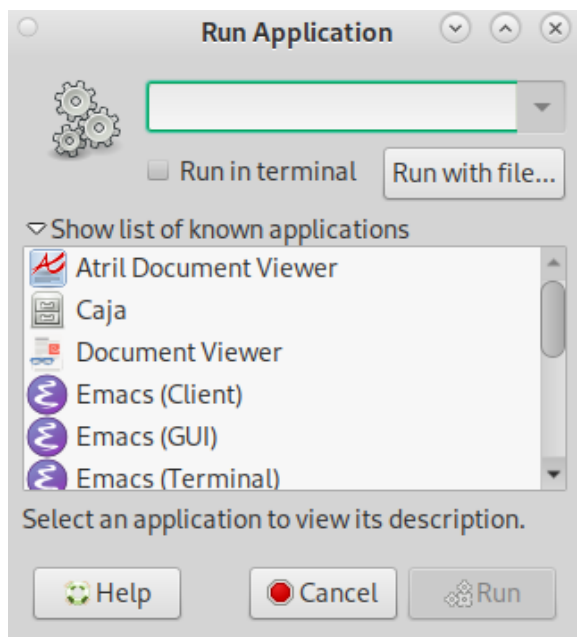 Run Application
Run in terminal
Run with file...
Show list of known applications
Atril Document Viewer
Caja
Document Viewer
Emacs (Client)
Emacs (GUI)
Emacs (Terminal)
Select an application to view its description.
Help
Cancel
Run